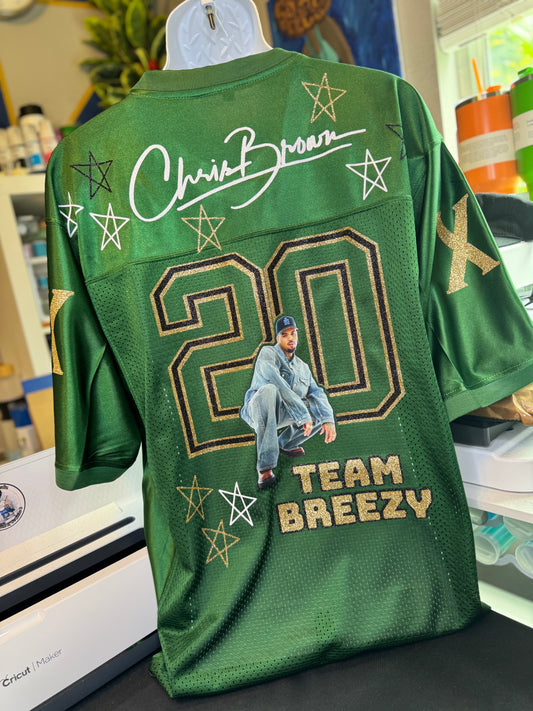 Chris Brown
X
X
20
TEAM
BREEZY
Cricut | Maker